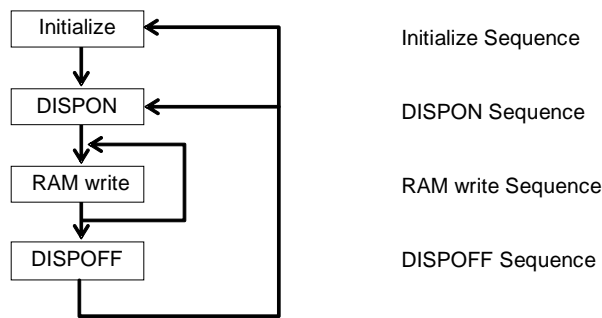 Initialize
Initialize Sequence
DISPON
DISPON Sequence
RAM write
RAM write Sequence
DISPOFF
DISPOFF Sequence